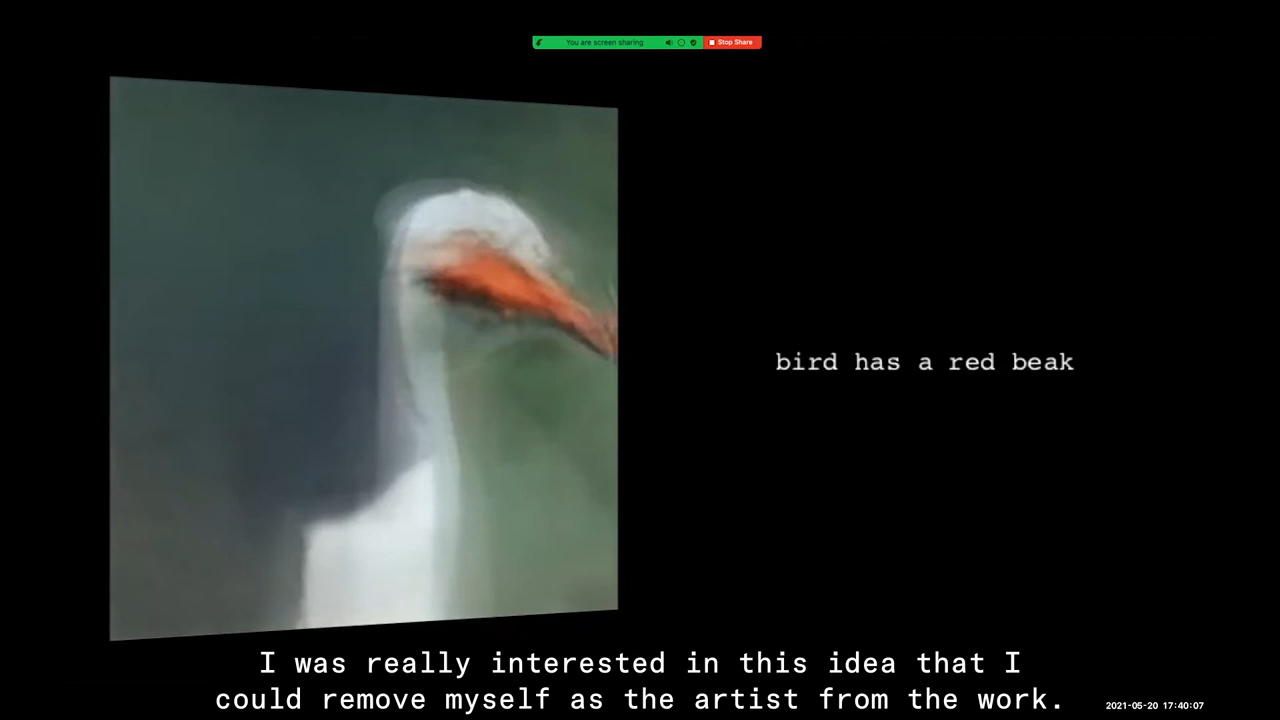 You are screen sharing
Stop Share
bird has a red beak
I was really interested in this idea that I
could remove myself as the artist from the work.
2021-05-20 17:40:07